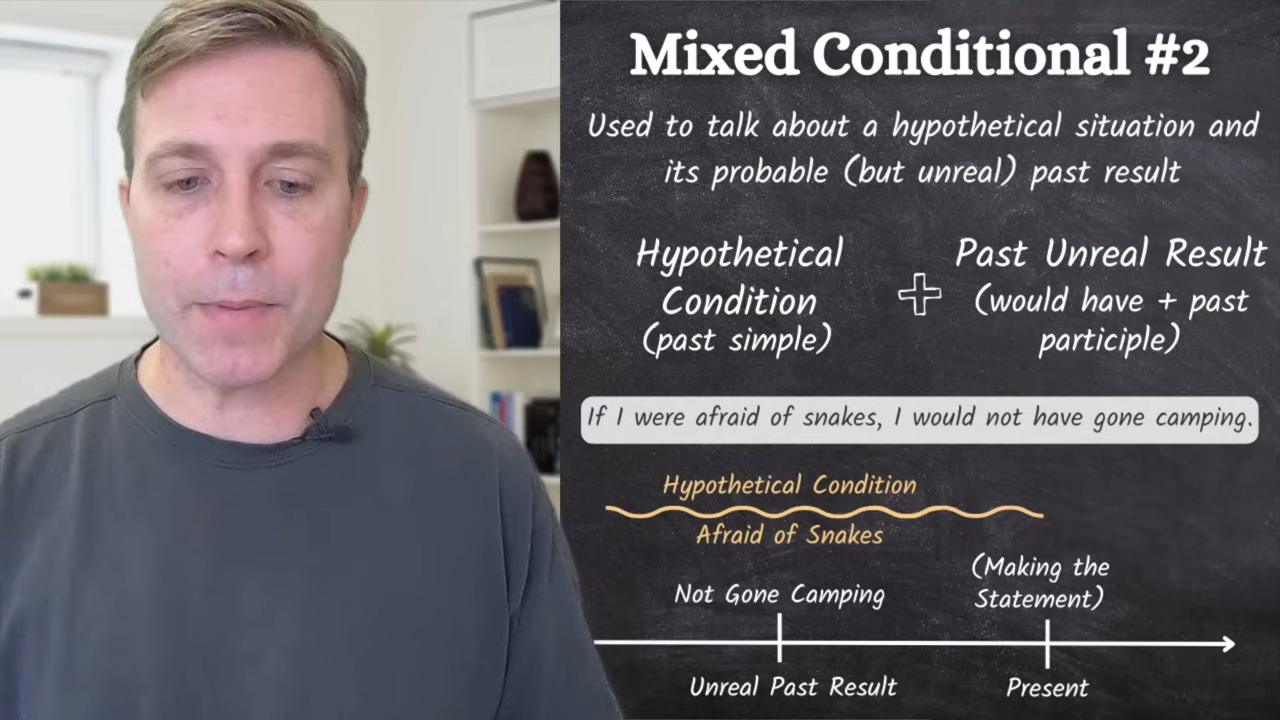 Mixed Conditional #2
Used to talk about a hypothetical situation and
its probable (but unreal) past result
Hypothetical
Condition
(past simple)
+
Past Unreal Result
(would have + past
participle)
If I were afraid of snakes, I would not have gone camping.
Hypothetical Condition
Afraid of Snakes
Not Gone Camping
(Making the
Statement)
Unreal Past Result
Present